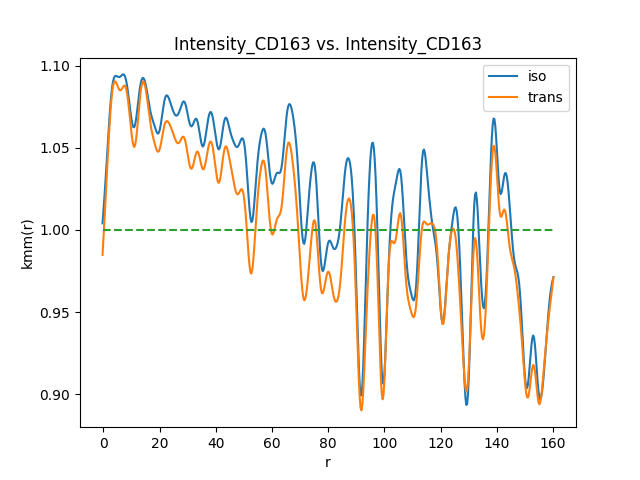 Intensity_CD163 vs. Intensity_CD163
iso
trans
1.10
1.05
1.00
0.95
0.90
kmm(r)
0 20 40 60 80 100 120 140 160
r